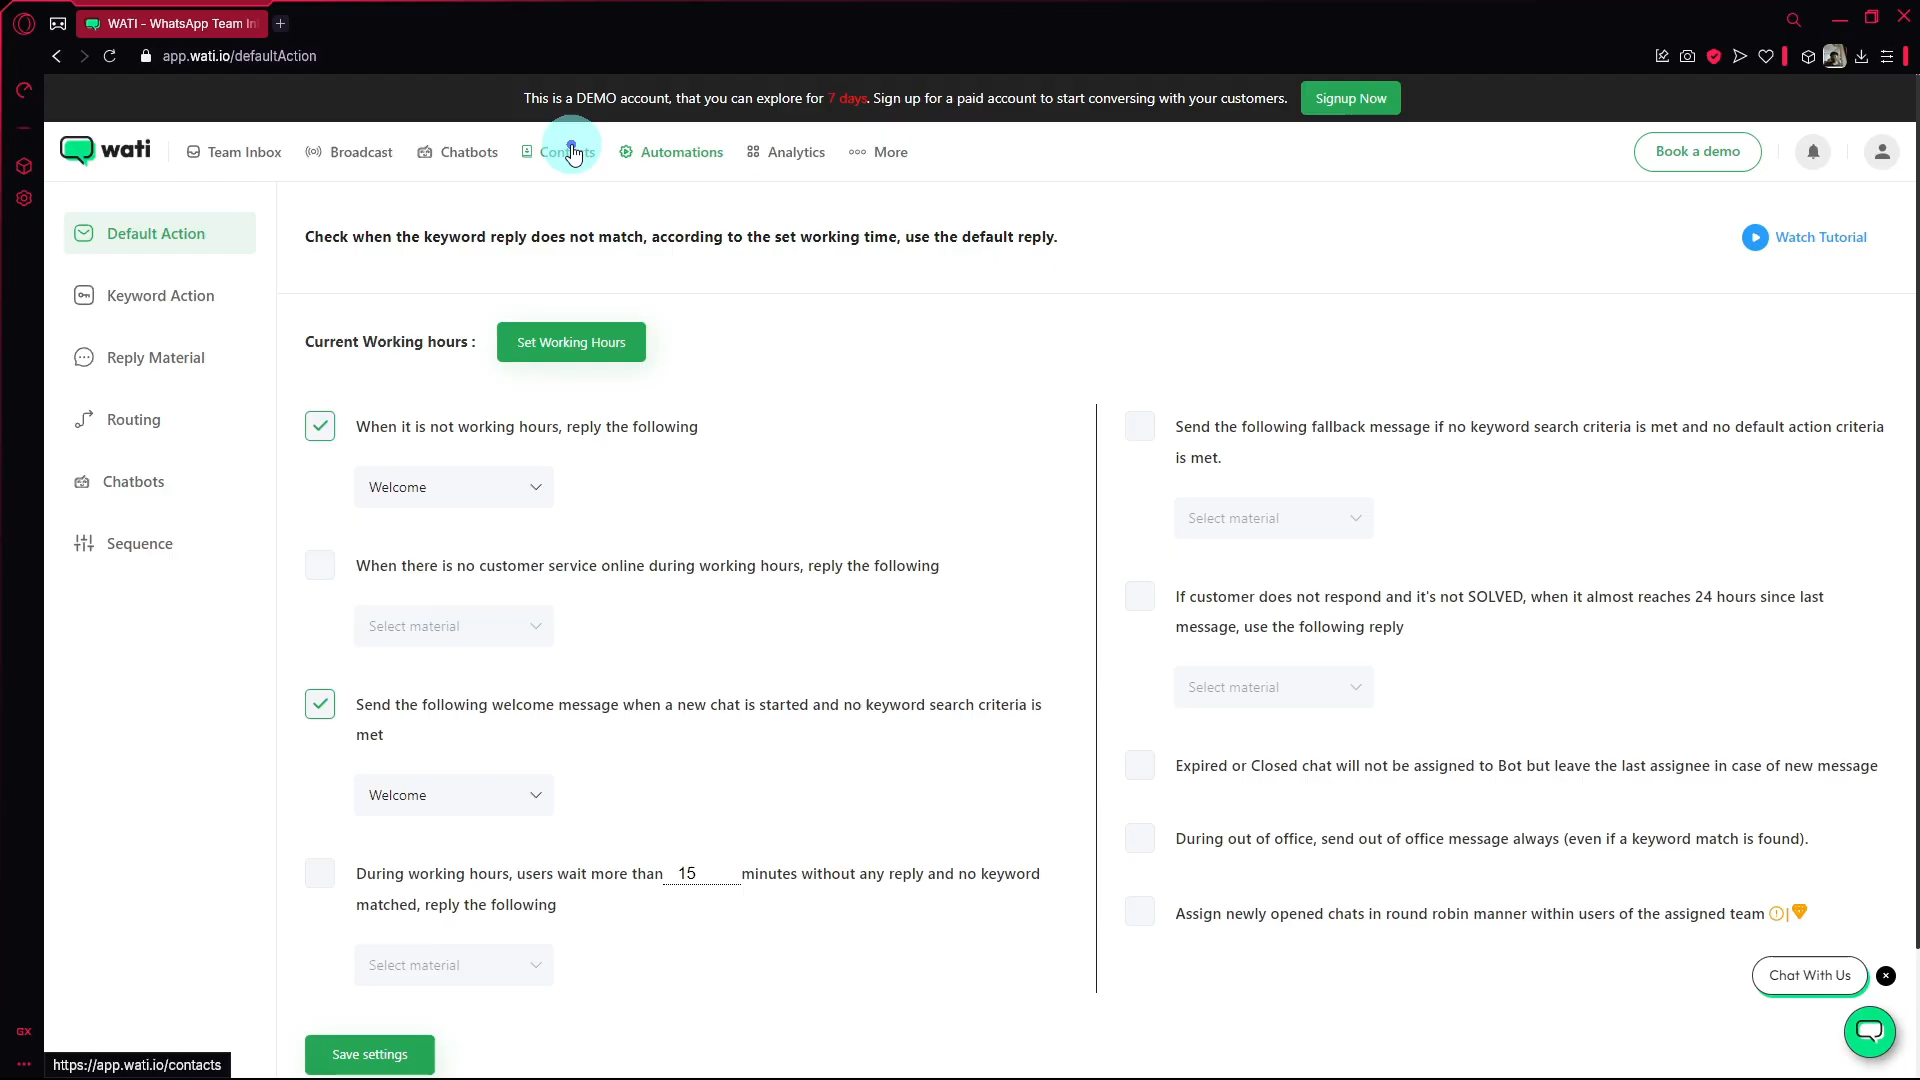 WATI - WhatsApp Team In
app.wati.io/defaultAction
This is a DEMO account, that you can explore for 7 days. Sign up for a paid account to start conversing with your customers.
Signup Now
wati
Team Inbox
Broadcast
Chatbots
Contacts
Automations
Analytics
More
Book a demo
Default Action
Keyword Action
Reply Material
Routing
Chatbots
Sequence
Check when the keyword reply does not match, according to the set working time, use the default reply.
Watch Tutorial
Current Working hours :
Set Working Hours
When it is not working hours, reply the following
Welcome
When there is no customer service online during working hours, reply the following
Select material
Send the following welcome message when a new chat is started and no keyword search criteria is
met
Welcome
During working hours, users wait more than 15 minutes without any reply and no keyword
matched, reply the following
Select material
Send the following fallback message if no keyword search criteria is met and no default action criteria
is met.
Select material
If customer does not respond and it's not SOLVED, when it almost reaches 24 hours since last
message, use the following reply
Select material
Expired or Closed chat will not be assigned to Bot but leave the last assignee in case of new message
During out of office, send out of office message always (even if a keyword match is found).
Assign newly opened chats in round robin manner within users of the assigned team
Chat With Us
Save settings
GX
https://app.wati.io/contacts